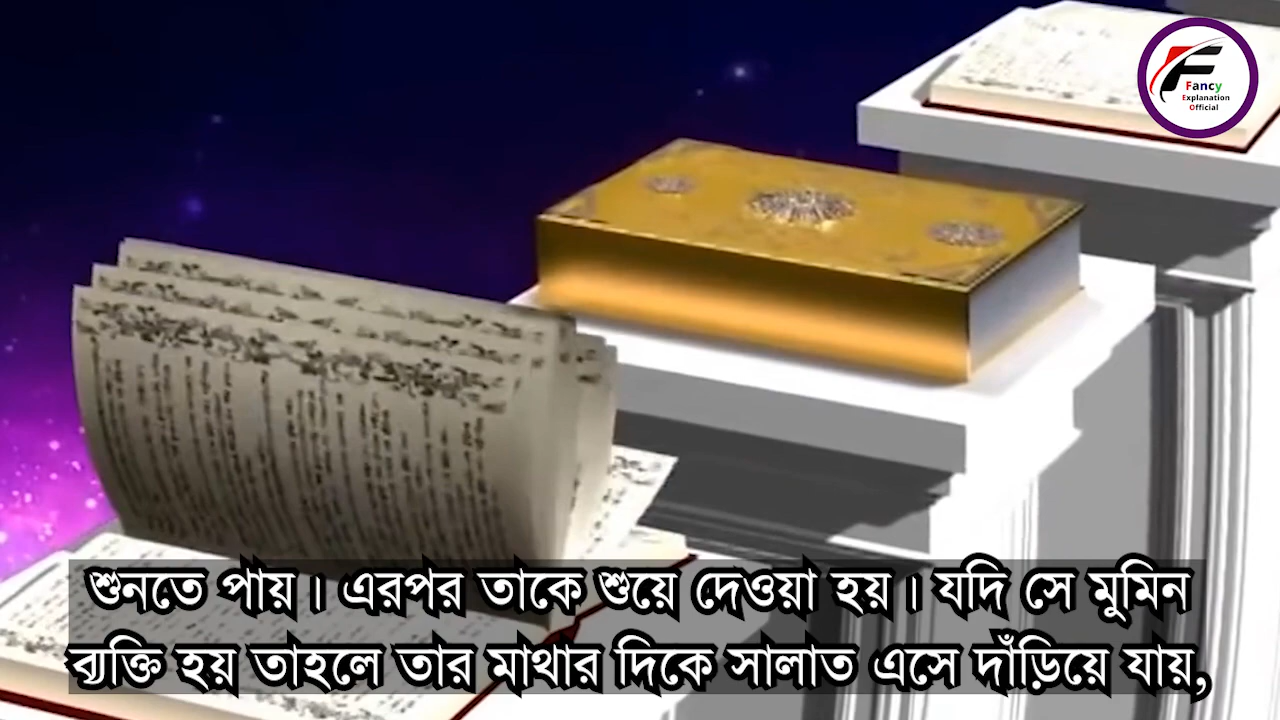 Fancy
Explanation
Official
শুনতে পায়। এরপর তাকে শুয়ে দেওয়া হয়। যদি সে মুমিন
ব্যক্তি হয় তাহলে তার মাথার দিকে সালাত এসে দাঁড়িয়ে যায়,